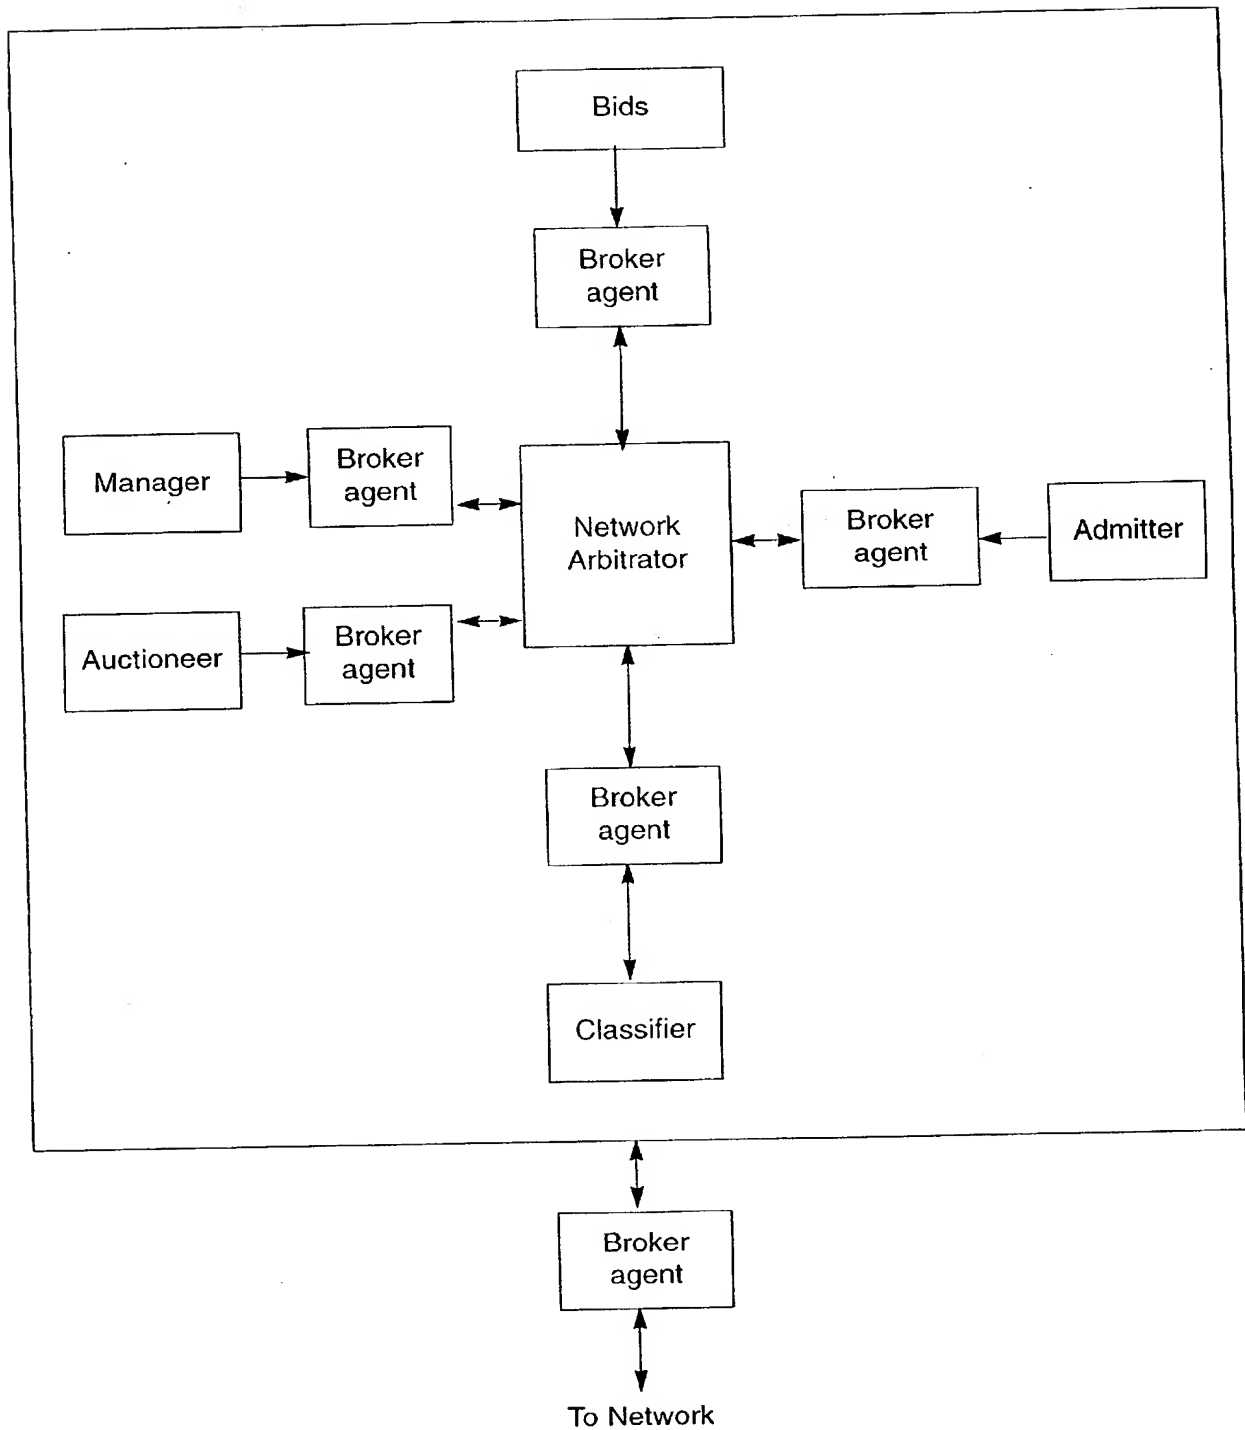 Bids
Broker
agent
Manager
Broker
agent
Network
Arbitrator
Broker
agent
Admitter
Auctioneer
Broker
agent
Broker
agent
Classifier
Broker
agent
To Network